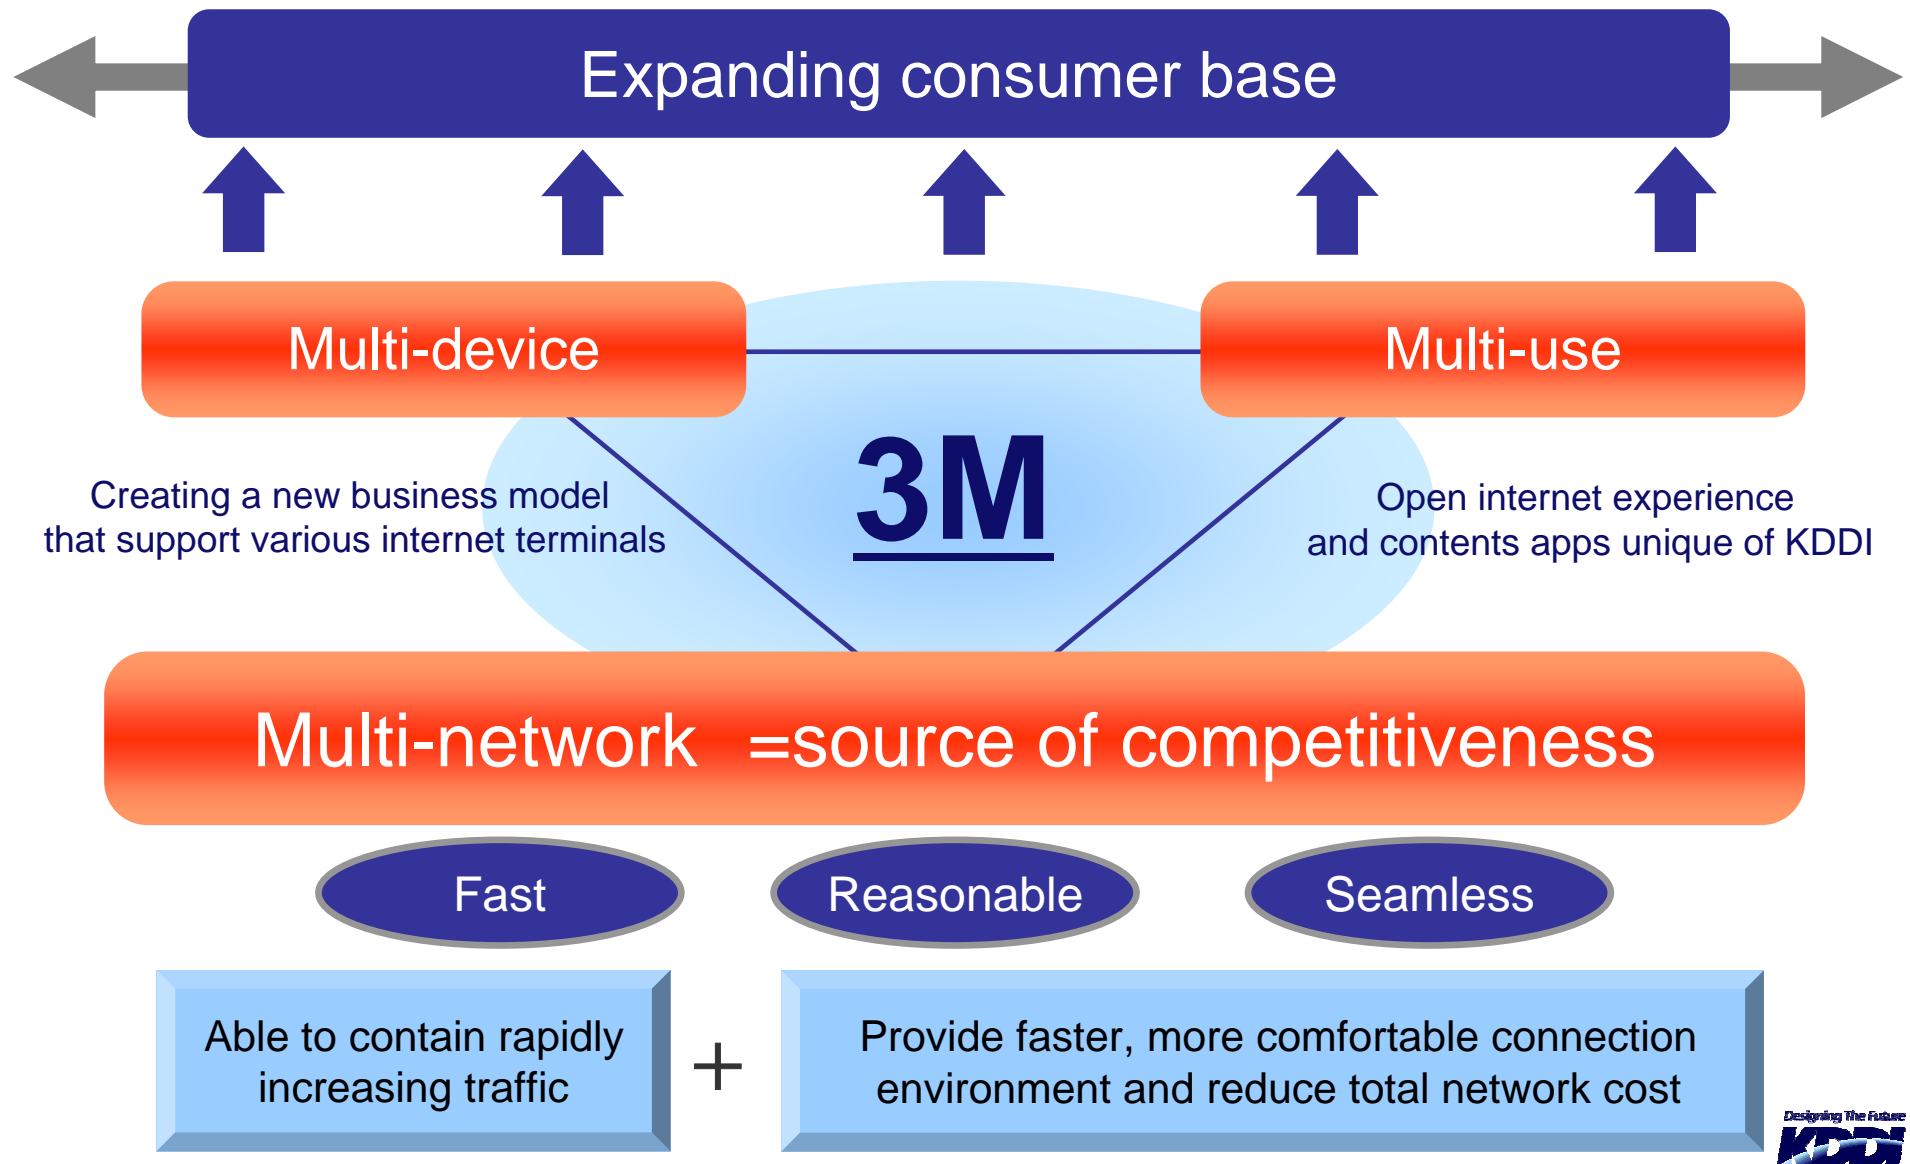 Expanding consumer base
Multi-device
Multi-use
3M
Creating a new business model
that support various internet terminals
Open internet experience
and contents apps unique of KDDI
Multi-network =source of competitiveness
Fast
Reasonable
Seamless
Able to contain rapidly
increasing traffic
+
Provide faster, more comfortable connection
environment and reduce total network cost
Designing The Future
KDDI